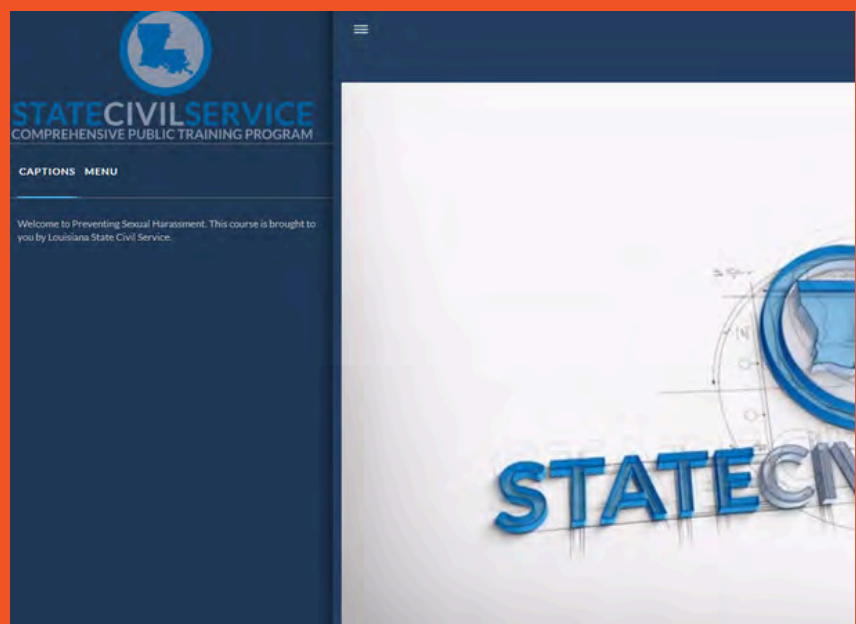 STATECIVILSERVICE
COMPREHENSIVE PUBLIC TRAINING PROGRAM
CAPTIONS MENU
Welcome to Preventing Sexual Harassment. This course is brought to
you by Louisiana State Civil Service.
STATECIV